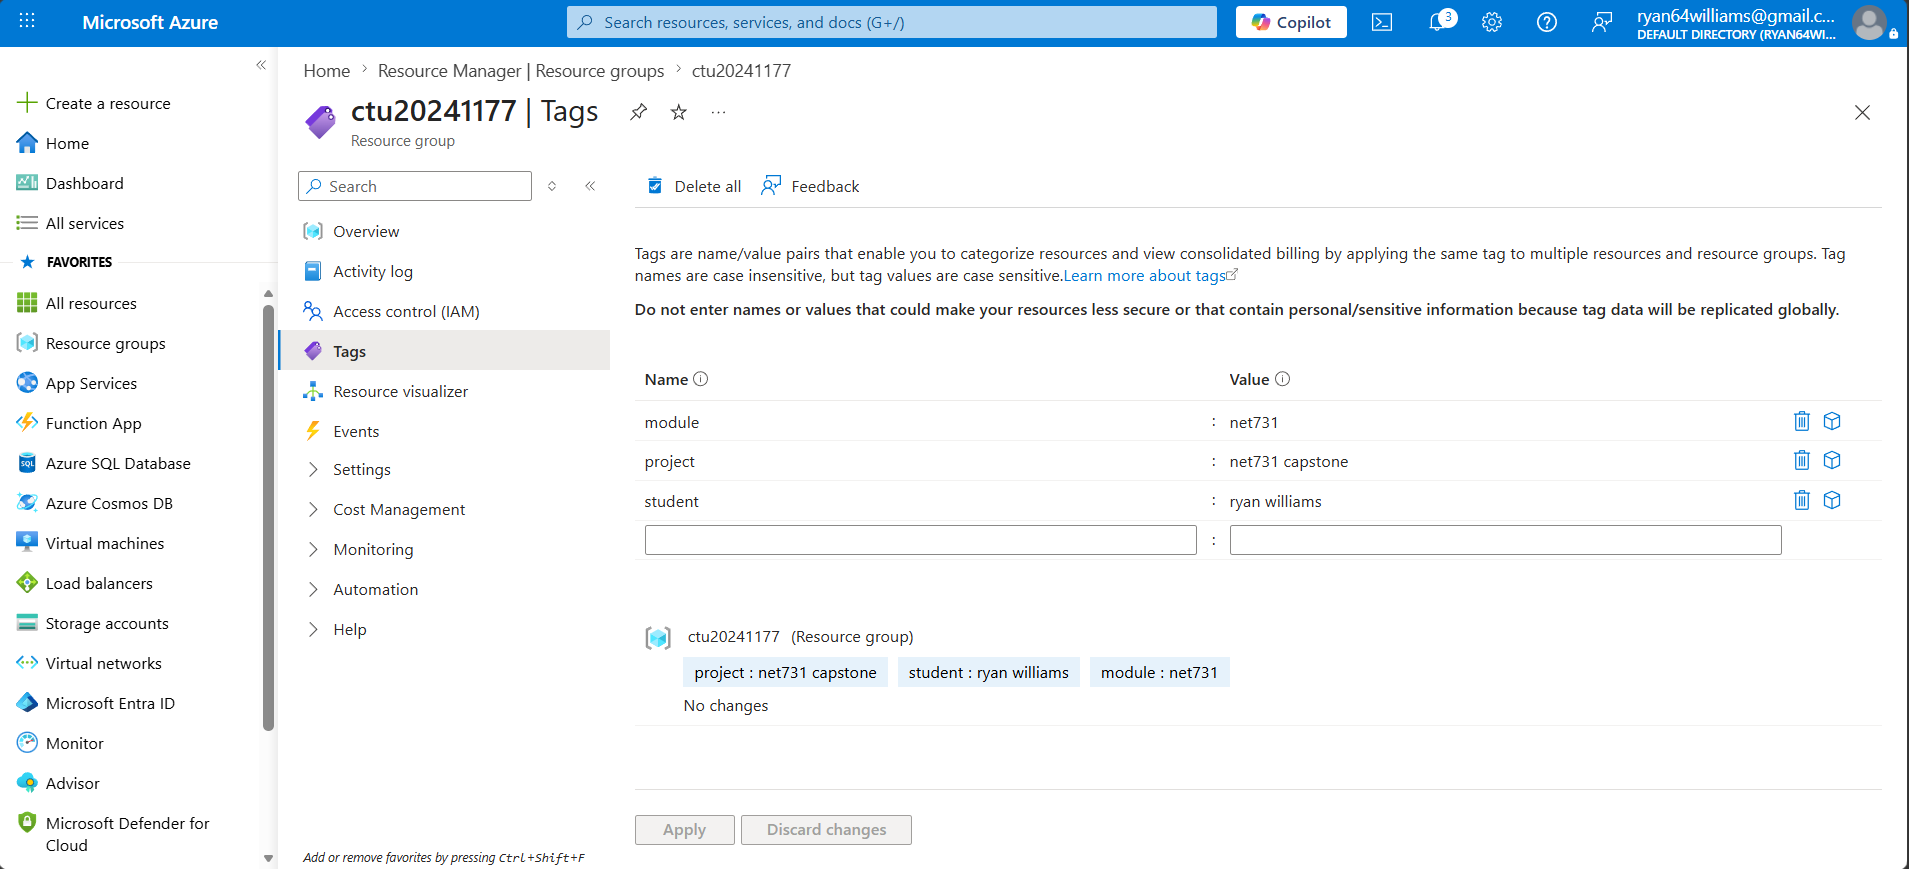 Microsoft Azure
Search resources, services, and docs (G+/)
Copilot
3
ryan64williams@gmail.c...
DEFAULT DIRECTORY (RYAN64WI...
Create a resource
Home
Dashboard
All services
FAVORITES
All resources
Resource groups
App Services
Function App
SQL
Azure SQL Database
Azure Cosmos DB
Virtual machines
Load balancers
Storage accounts
Virtual networks
Microsoft Entra ID
Monitor
Advisor
Microsoft Defender for
Cloud
Home > Resource Manager | Resource groups > ctu20241177
ctu20241177 | Tags
Resource group
Search
Overview
Activity log
Access control (IAM)
Tags
Resource visualizer
Events
Settings
Cost Management
Monitoring
Automation
Help
Add or remove favorites by pressing Ctrl+Shift+F
Delete all
Feedback
Tags are name/value pairs that enable you to categorize resources and view consolidated billing by applying the same tag to multiple resources and resource groups. Tag
names are case insensitive, but tag values are case sensitive.Learn more about tags
Do not enter names or values that could make your resources less secure or that contain personal/sensitive information because tag data will be replicated globally.
Name Value
module : net731
project : net731 capstone
student : ryan williams
:
ctu20241177 (Resource group)
project : net731 capstone student : ryan williams module : net731
No changes
Apply Discard changes